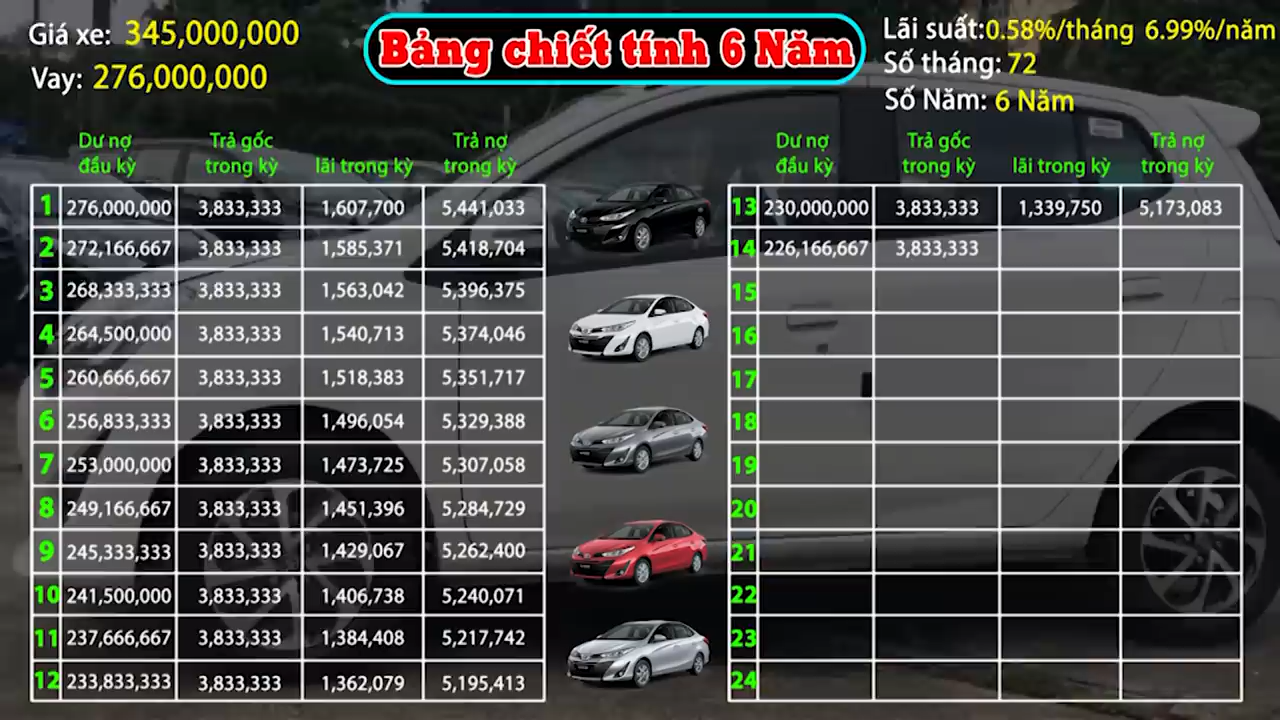 Giá xe: 345,000,000
Vay: 276,000,000
Bảng chiết tính 6 Năm
Lãi suất:0.58%/tháng 6.99%/năm
Số tháng: 72
Số Năm: 6 Năm
Dư nợ đầu kỳ Trả gốc trong kỳ lãi trong kỳ Trả nợ trong kỳ
1 276,000,000 3,833,333 1,607,700 5,441,033
2 272,166,667 3,833,333 1,585,371 5,418,704
3 268,333,333 3,833,333 1,563,042 5,396,375
4 264,500,000 3,833,333 1,540,713 5,374,046
5 260,666,667 3,833,333 1,518,383 5,351,717
6 256,833,333 3,833,333 1,496,054 5,329,388
7 253,000,000 3,833,333 1,473,725 5,307,058
8 249,166,667 3,833,333 1,451,396 5,284,729
9 245,333,333 3,833,333 1,429,067 5,262,400
10 241,500,000 3,833,333 1,406,738 5,240,071
11 237,666,667 3,833,333 1,384,408 5,217,742
12 233,833,333 3,833,333 1,362,079 5,195,413
Dư nợ đầu kỳ Trả gốc trong kỳ lãi trong kỳ Trả nợ trong kỳ
13 230,000,000 3,833,333 1,339,750 5,173,083
14 226,166,667 3,833,333
15
16
17
18
19
20
21
22
23
24